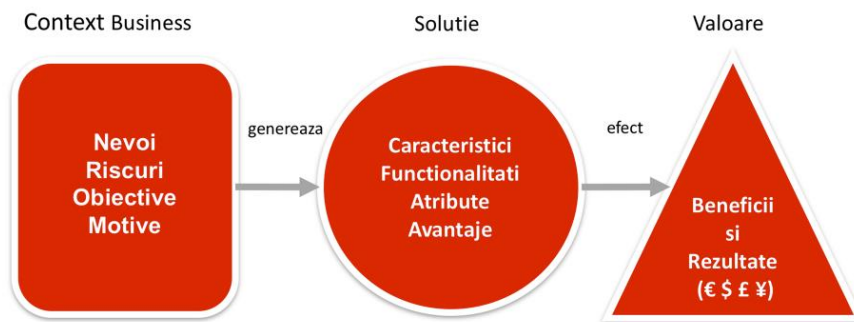 Context Business
Solutie
Valoare
Nevoi
Riscuri
Obiective
Motive
genereaza
Caracteristici
Functionalitati
Atribute
Avantaje
efect
Beneficii
si
Rezultate
(€ $ £ ¥)